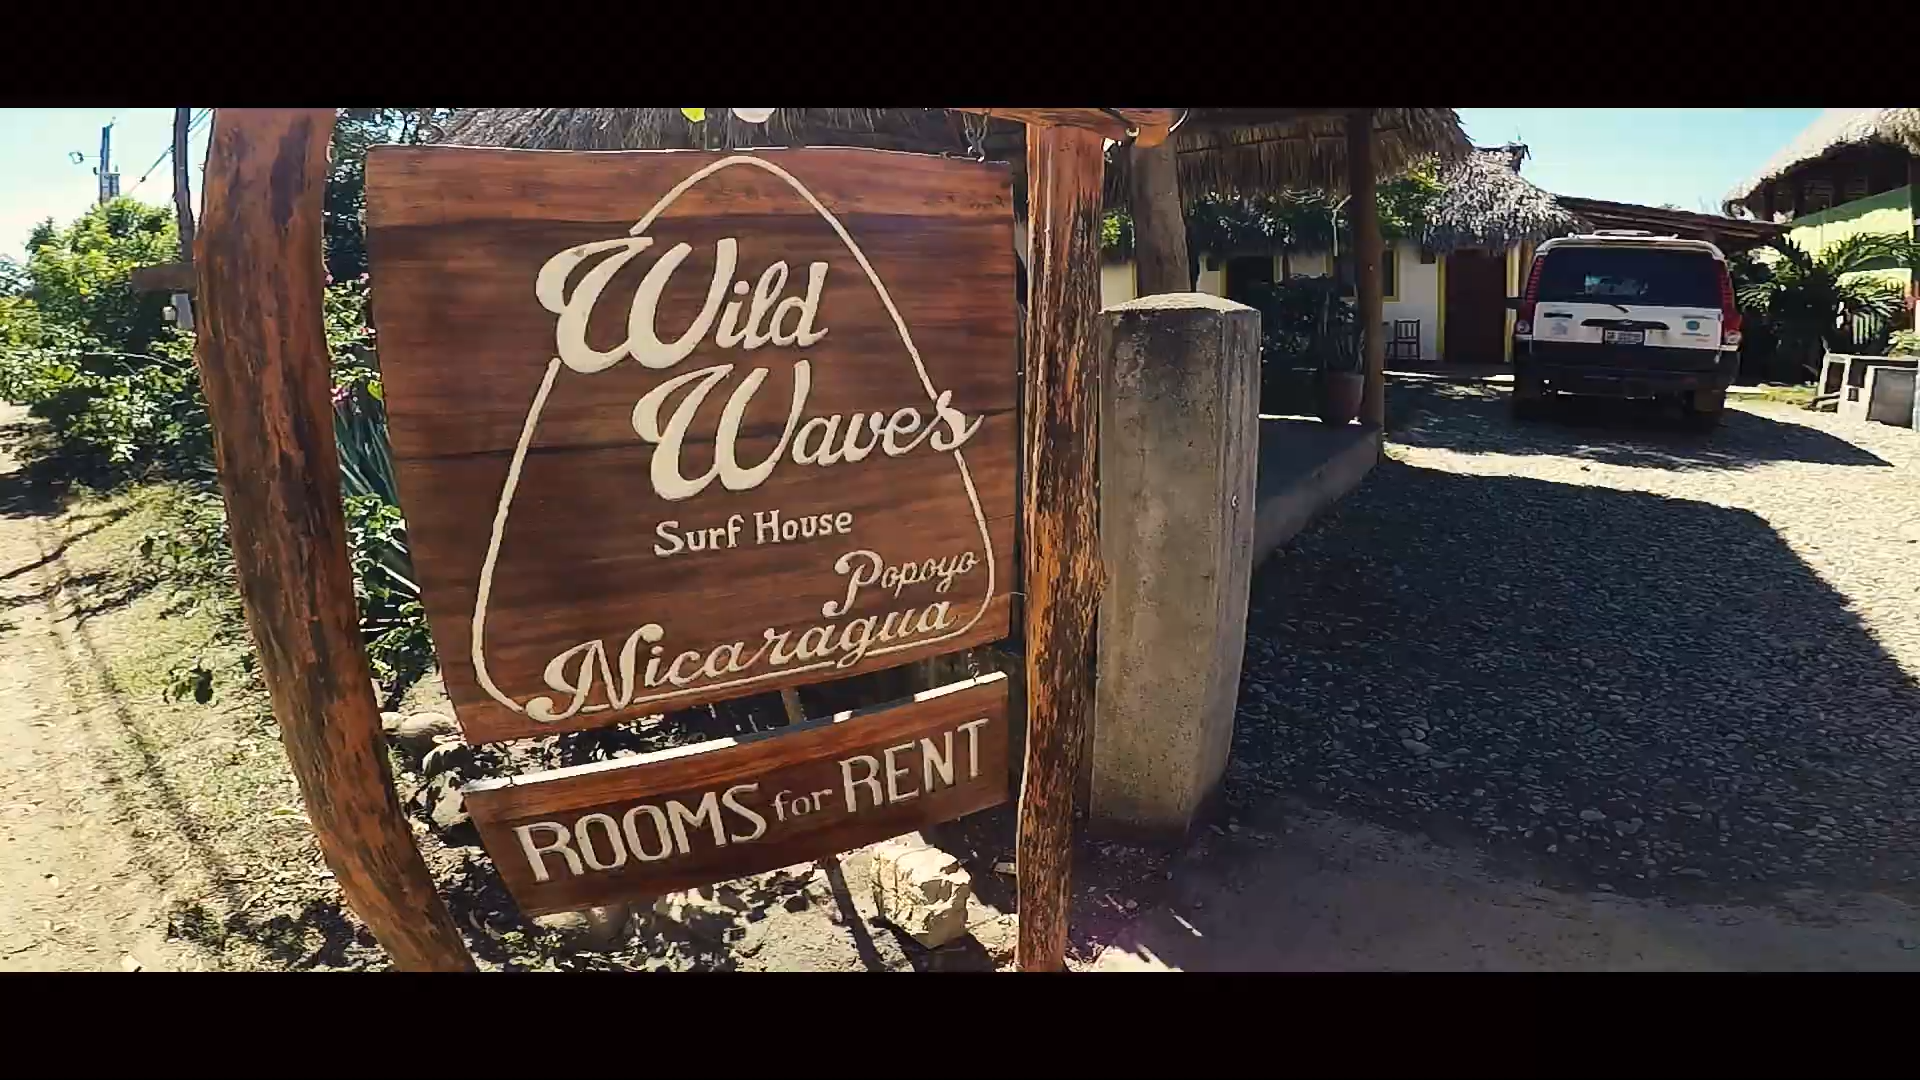 Wild
Waves
Surf House
Popoyo
Nicaragua
ROOMS for RENT